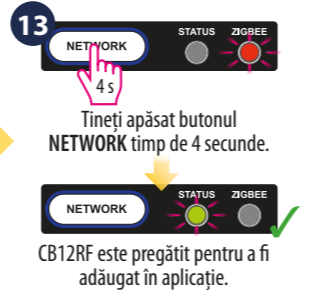 13
NETWORK STATUS ZIGBEE
4 s
Tineți apăsat butonul
NETWORK timp de 4 secunde.
NETWORK STATUS ZIGBEE
CB12RF este pregătit pentru a fi
adăugat în aplicație.